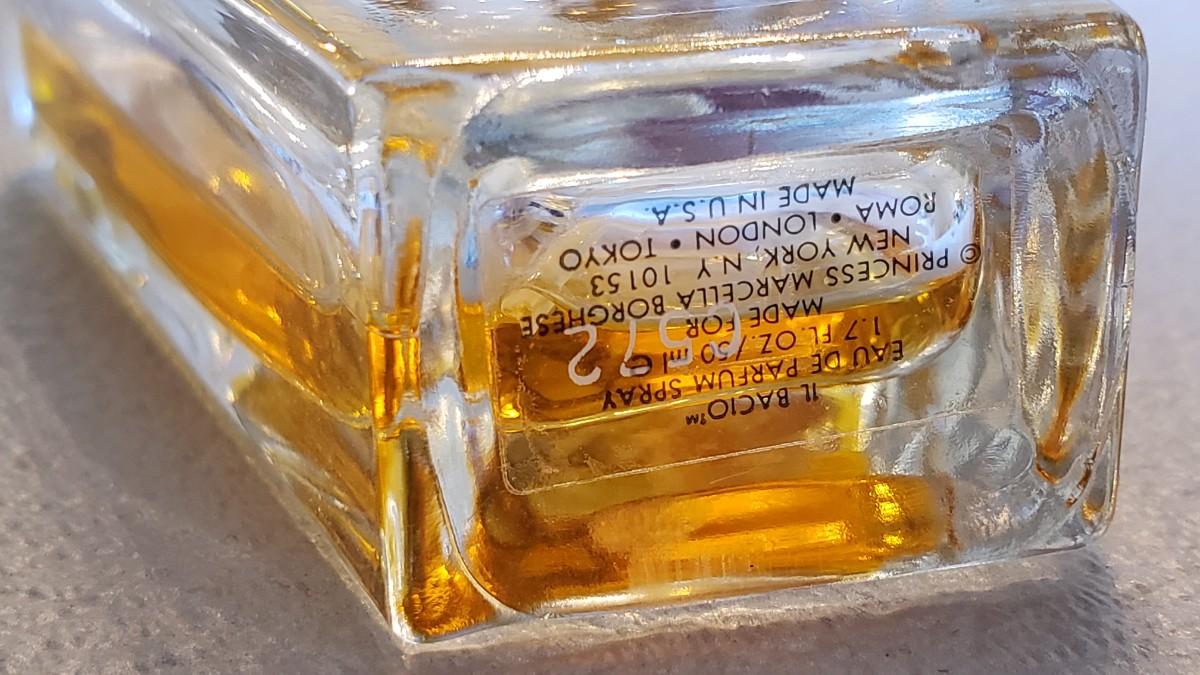 IL BACIO™
EAU DE PARFUM SPRAY
1.7 FL. OZ./50 ml e
MADE FOR
© PRINCESS MARCELLA BORGHESE
NEW YORK, N.Y. 10153
ROMA • LONDON • TOKYO
MADE IN U.S.A.